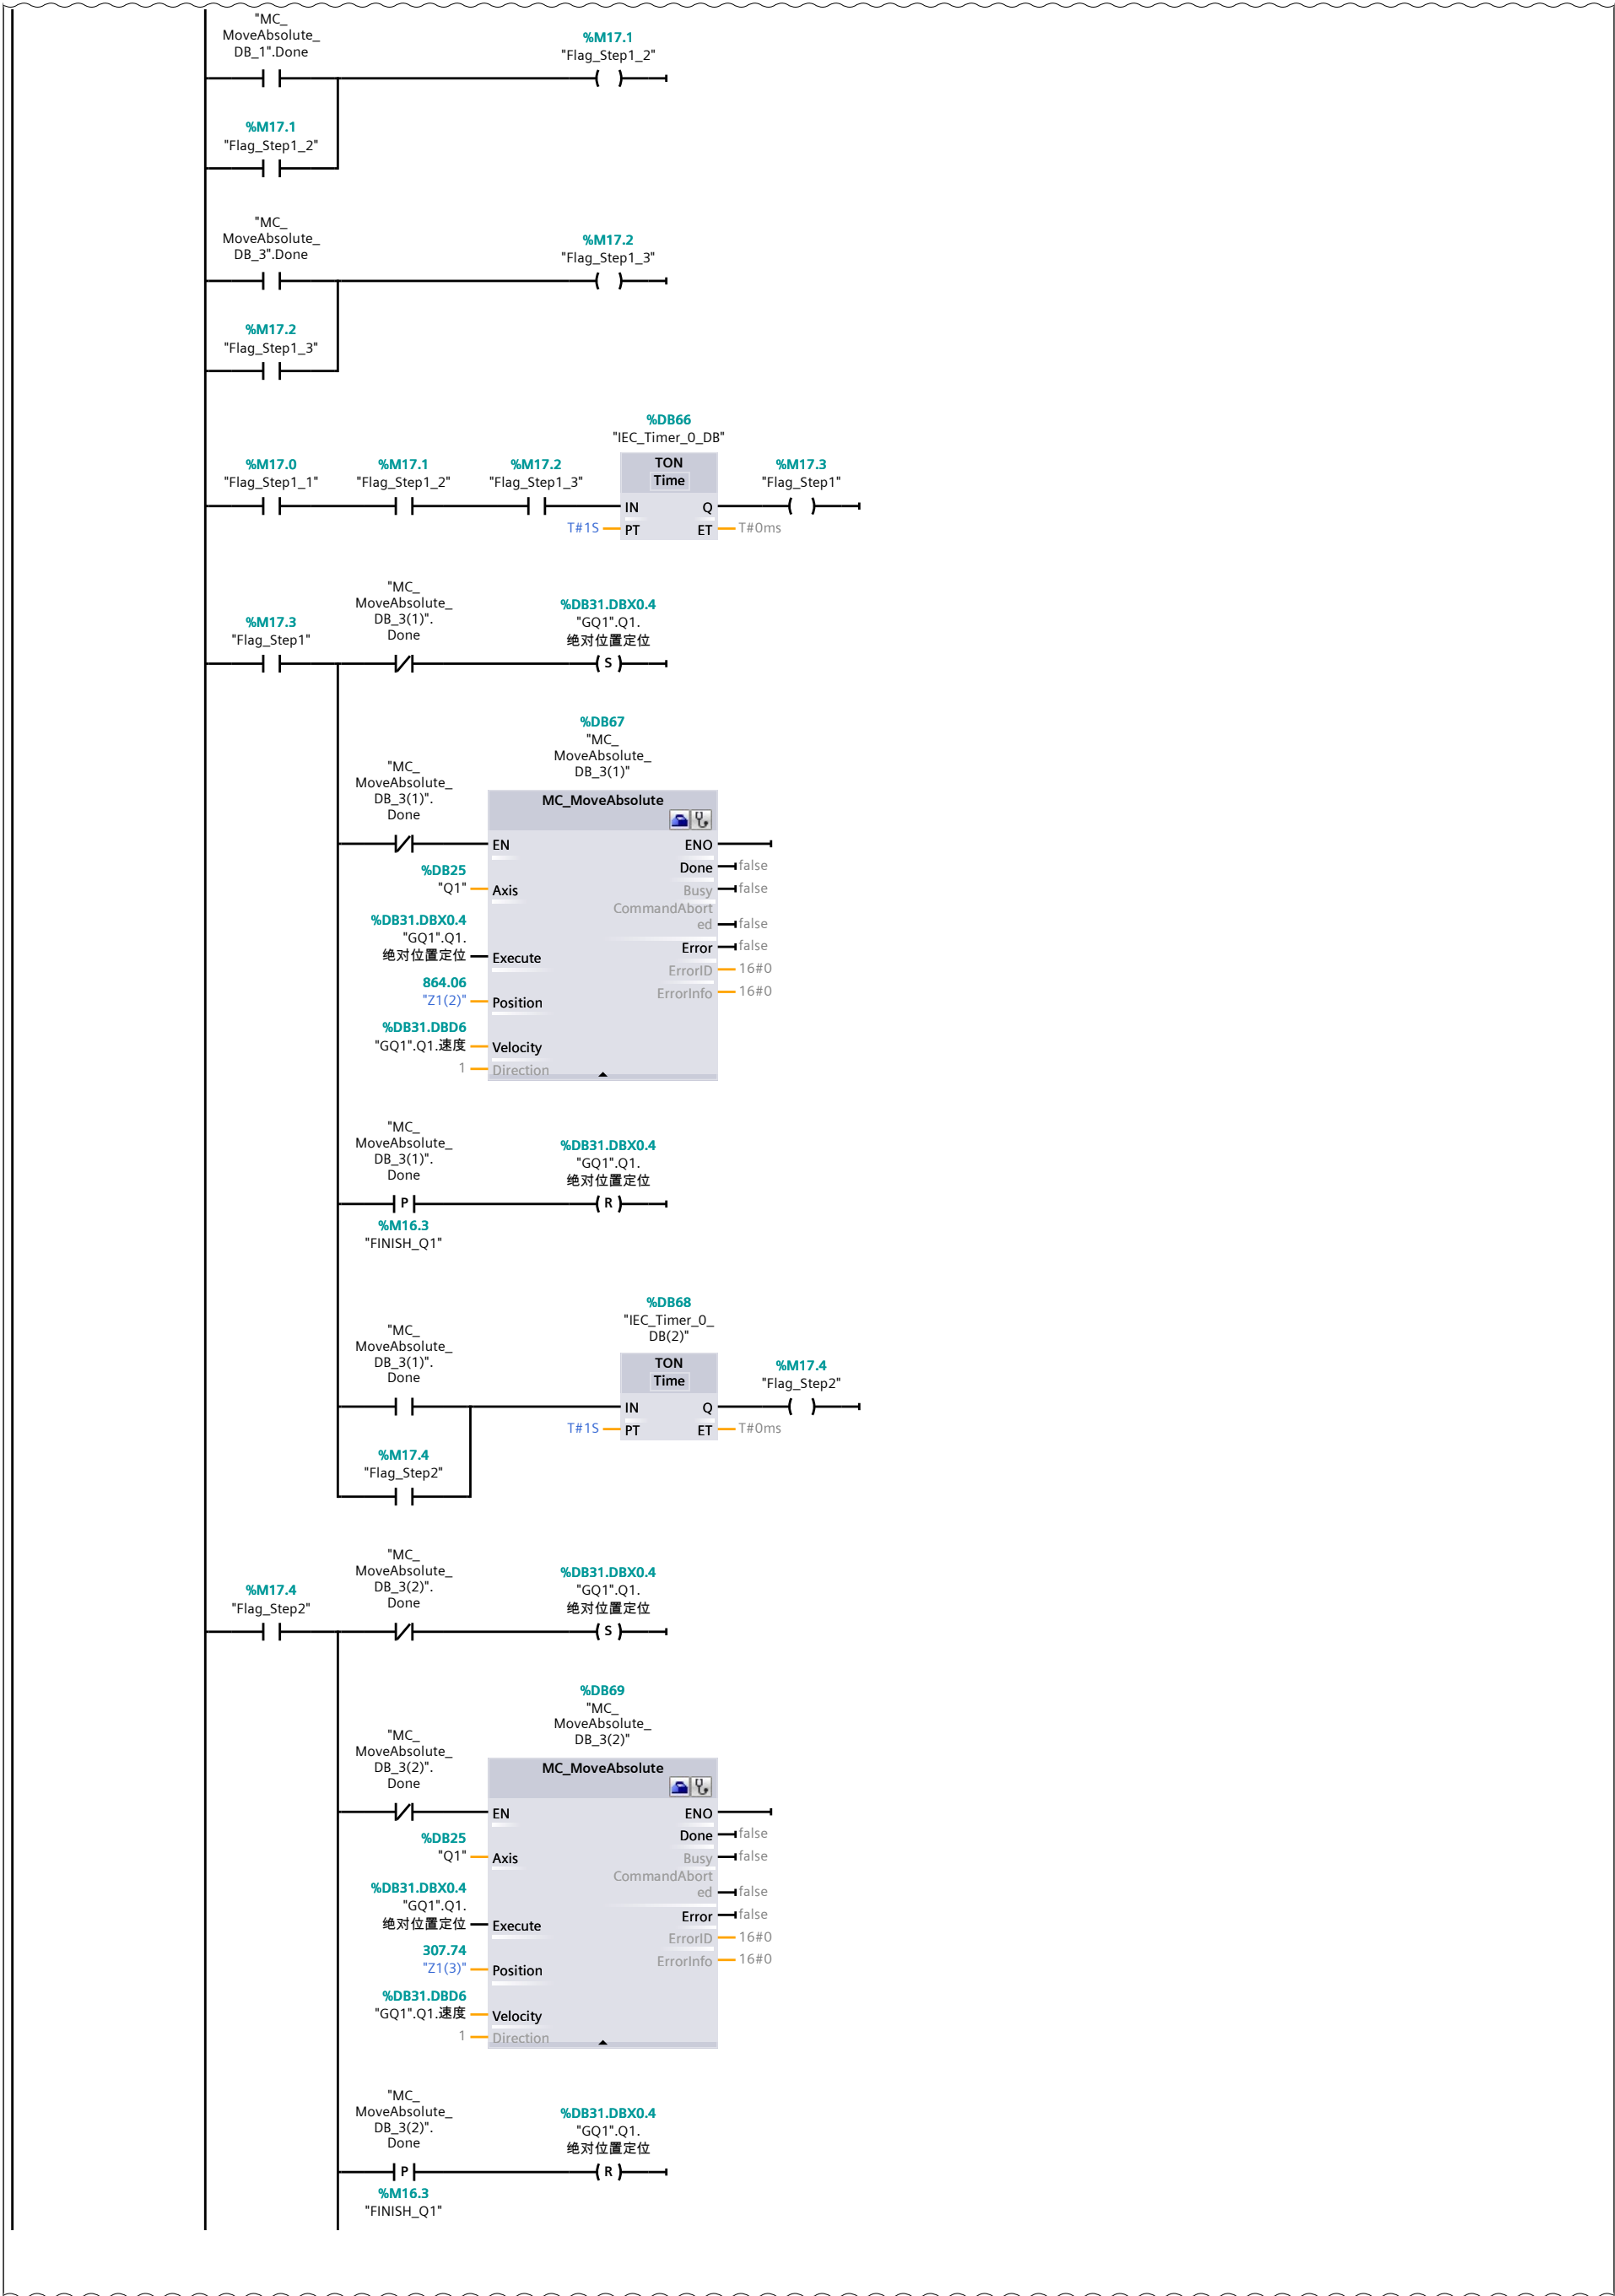 "MC_
MoveAbsolute_
DB_1".Done
%M17.1
"Flag_Step1_2"
%M17.1
"Flag_Step1_2"
"MC_
MoveAbsolute_
DB_3".Done
%M17.2
"Flag_Step1_3"
%M17.2
"Flag_Step1_3"
%DB66
"IEC_Timer_0_DB"
%M17.0
"Flag_Step1_1"
%M17.1
"Flag_Step1_2"
%M17.2
"Flag_Step1_3"
TON
Time
%M17.3
"Flag_Step1"
IN
Q
T#1S
PT
ET
T#0ms
%M17.3
"Flag_Step1"
"MC_
MoveAbsolute_
DB_3(1)".
Done
%DB31.DBX0.4
"GQ1".Q1.
绝对位置定位
S
%DB67
"MC_
MoveAbsolute_
DB_3(1)"
"MC_
MoveAbsolute_
DB_3(1)".
Done
MC_MoveAbsolute
EN
ENO
Done
false
%DB25
"Q1"
Axis
Busy
false
CommandAbort
ed
false
%DB31.DBX0.4
"GQ1".Q1.
绝对位置定位
Execute
Error
false
ErrorID
16#0
864.06
"Z1(2)"
Position
ErrorInfo
16#0
%DB31.DBD6
"GQ1".Q1.速度
Velocity
1
Direction
"MC_
MoveAbsolute_
DB_3(1)".
Done
P
%M16.3
"FINISH_Q1"
%DB31.DBX0.4
"GQ1".Q1.
绝对位置定位
R
"MC_
MoveAbsolute_
DB_3(1)".
Done
%DB68
"IEC_Timer_0_
DB(2)"
TON
Time
%M17.4
"Flag_Step2"
IN
Q
T#1S
PT
ET
T#0ms
%M17.4
"Flag_Step2"
%M17.4
"Flag_Step2"
"MC_
MoveAbsolute_
DB_3(2)".
Done
%DB31.DBX0.4
"GQ1".Q1.
绝对位置定位
S
%DB69
"MC_
MoveAbsolute_
DB_3(2)"
"MC_
MoveAbsolute_
DB_3(2)".
Done
MC_MoveAbsolute
EN
ENO
Done
false
%DB25
"Q1"
Axis
Busy
false
CommandAbort
ed
false
%DB31.DBX0.4
"GQ1".Q1.
绝对位置定位
Execute
Error
false
ErrorID
16#0
307.74
"Z1(3)"
Position
ErrorInfo
16#0
%DB31.DBD6
"GQ1".Q1.速度
Velocity
1
Direction
"MC_
MoveAbsolute_
DB_3(2)".
Done
P
%M16.3
"FINISH_Q1"
%DB31.DBX0.4
"GQ1".Q1.
绝对位置定位
R